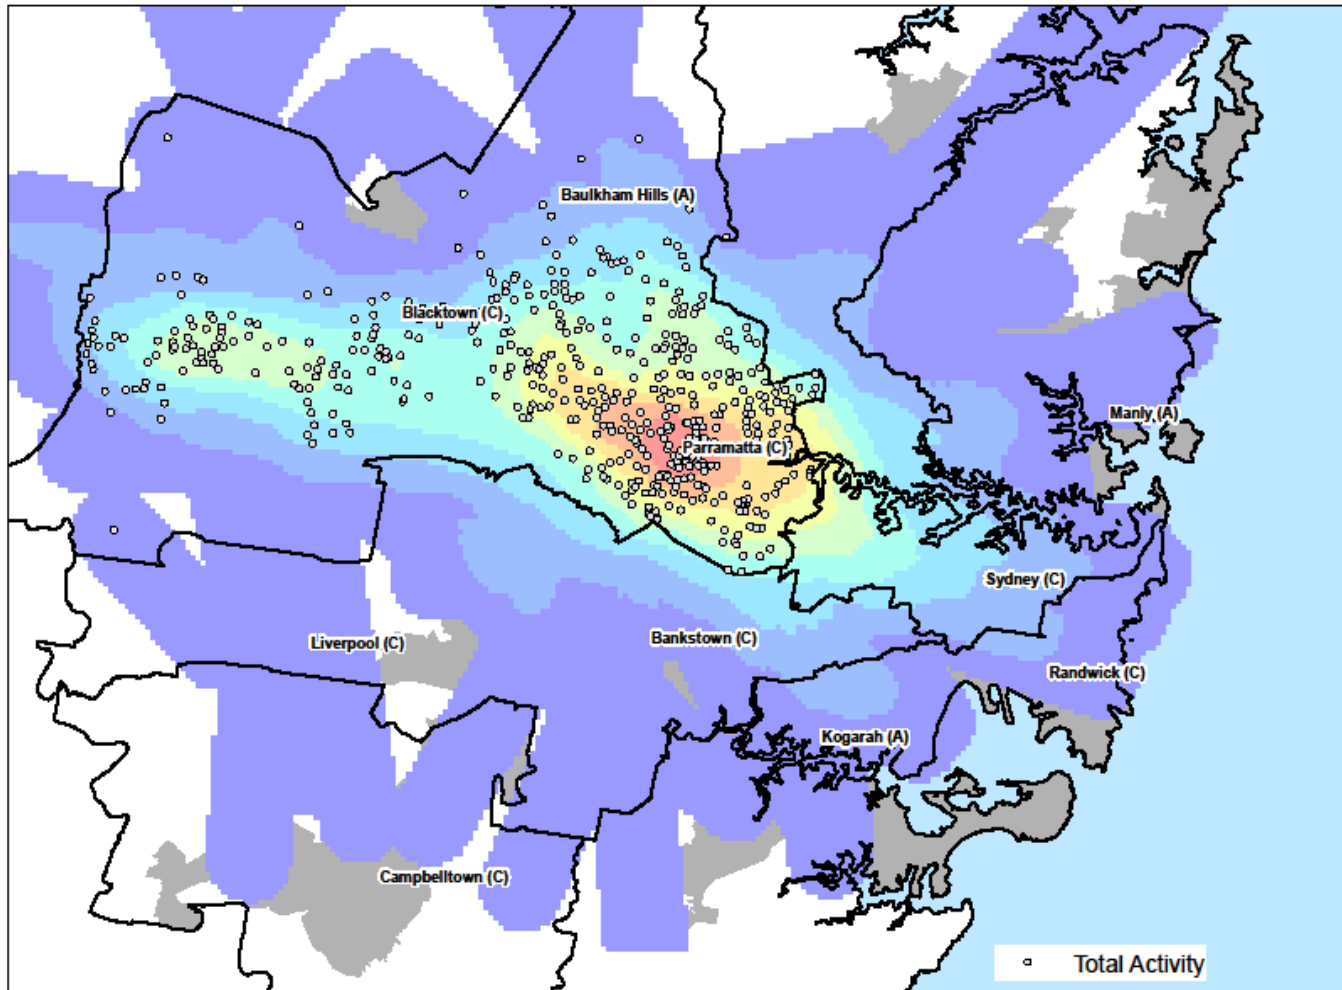 Baulkham Hills (A)
Blacktown (C)
Manly (A)
Parramatta (C)
Sydney (C)
Liverpool (C)
Bankstown (C)
Randwick (C)
Kogarah (A)
Campbelltown (C)
Total Activity